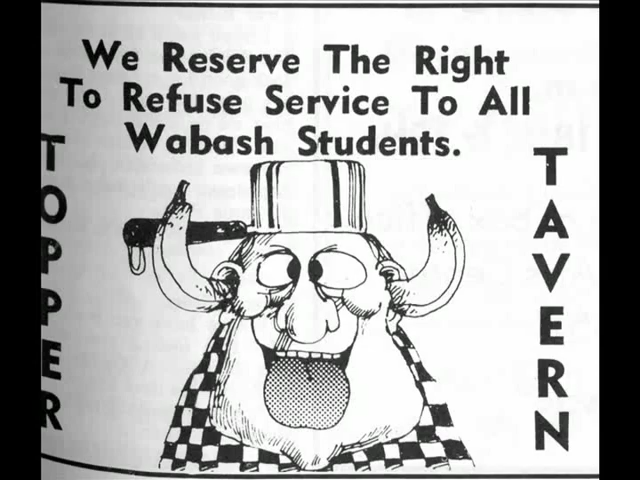 We Reserve The Right
To Refuse Service To All
Wabash Students.
TOPPER
TAVERN